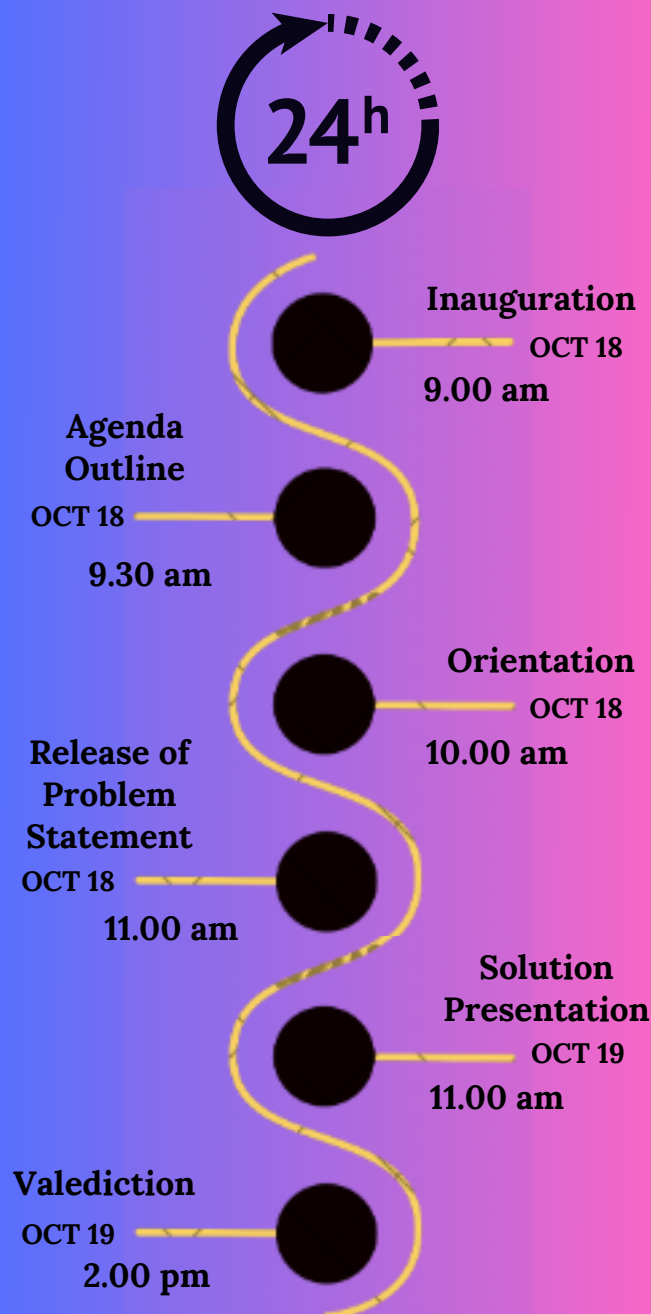 24h
Inauguration
OCT 18
9.00 am
Agenda
Outline
OCT 18
9.30 am
Orientation
OCT 18
10.00 am
Release of
Problem
Statement
OCT 18
11.00 am
Solution
Presentation
OCT 19
11.00 am
Valediction
OCT 19
2.00 pm